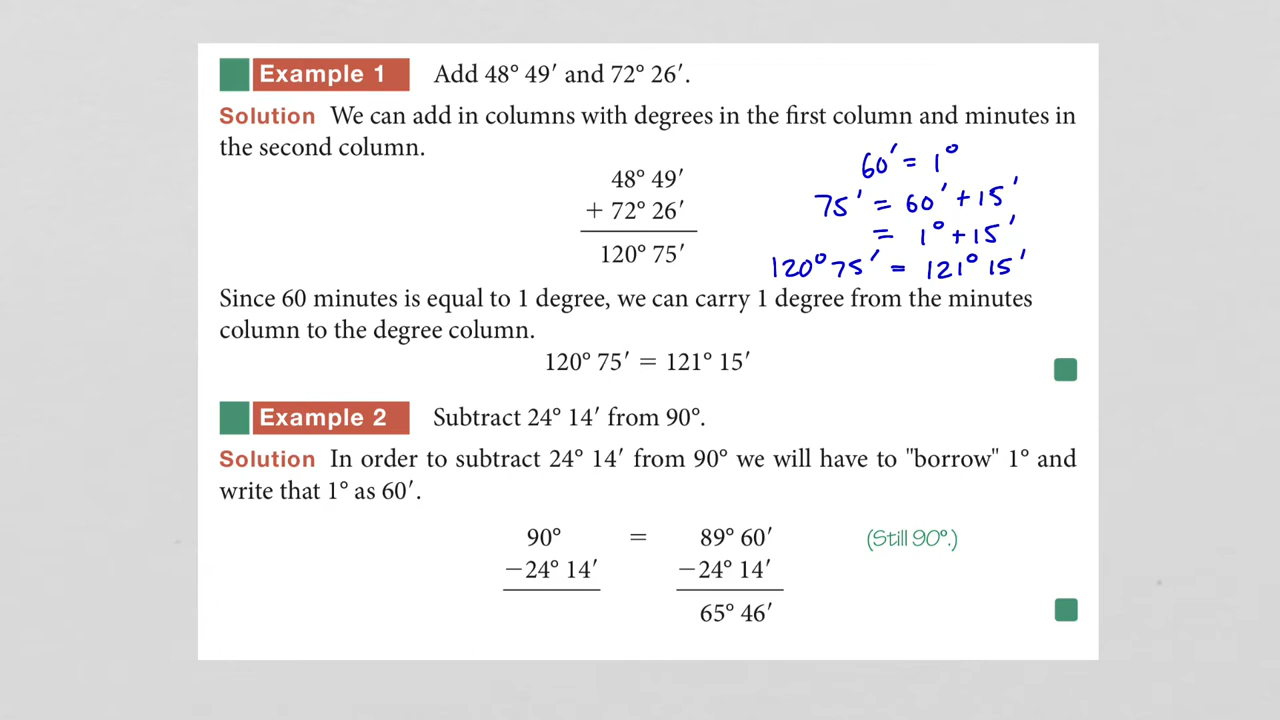 Example 1 Add 48° 49′ and 72° 26′.
Solution We can add in columns with degrees in the first column and minutes in
the second column.
48° 49′
+ 72° 26′
120° 75′
60′ = 1°
75′ = 60′ + 15′
= 1° + 15′
120° 75′ = 121° 15′
Since 60 minutes is equal to 1 degree, we can carry 1 degree from the minutes
column to the degree column.
120° 75′ = 121° 15′
Example 2 Subtract 24° 14′ from 90°.
Solution In order to subtract 24° 14′ from 90° we will have to "borrow" 1° and
write that 1° as 60′.
90° = 89° 60′ (Still 90°.)
−24° 14′ −24° 14′
65° 46′